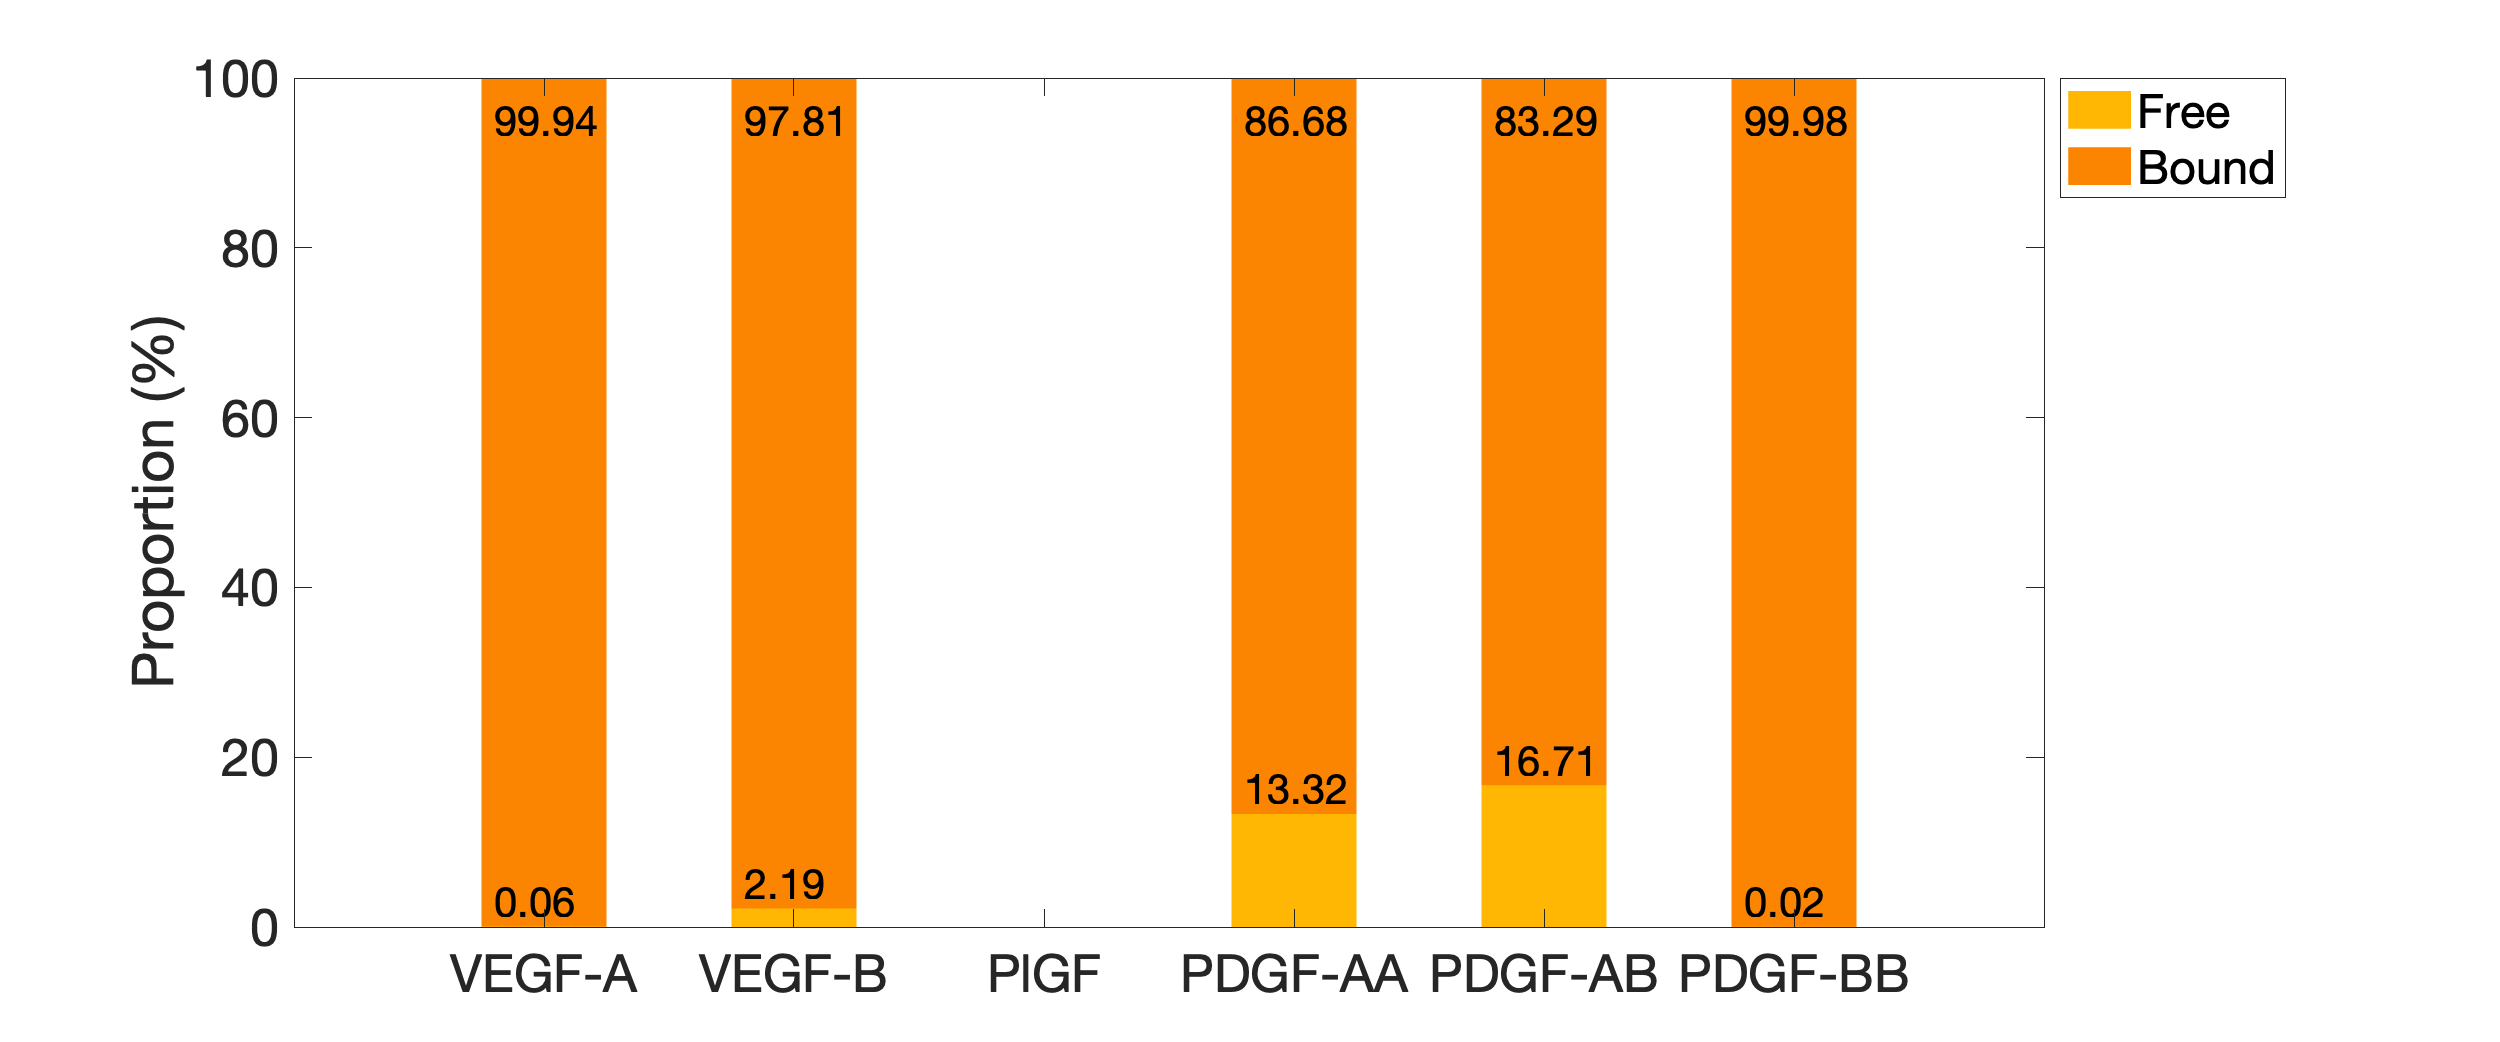 100
80
60
40
20
0
Proportion (%)
99.94
97.81
86.68
83.29
99.98
0.06
2.19
13.32
16.71
0.02
VEGF-A
VEGF-B
PlGF
PDGF-AA
PDGF-AB
PDGF-BB
Free
Bound